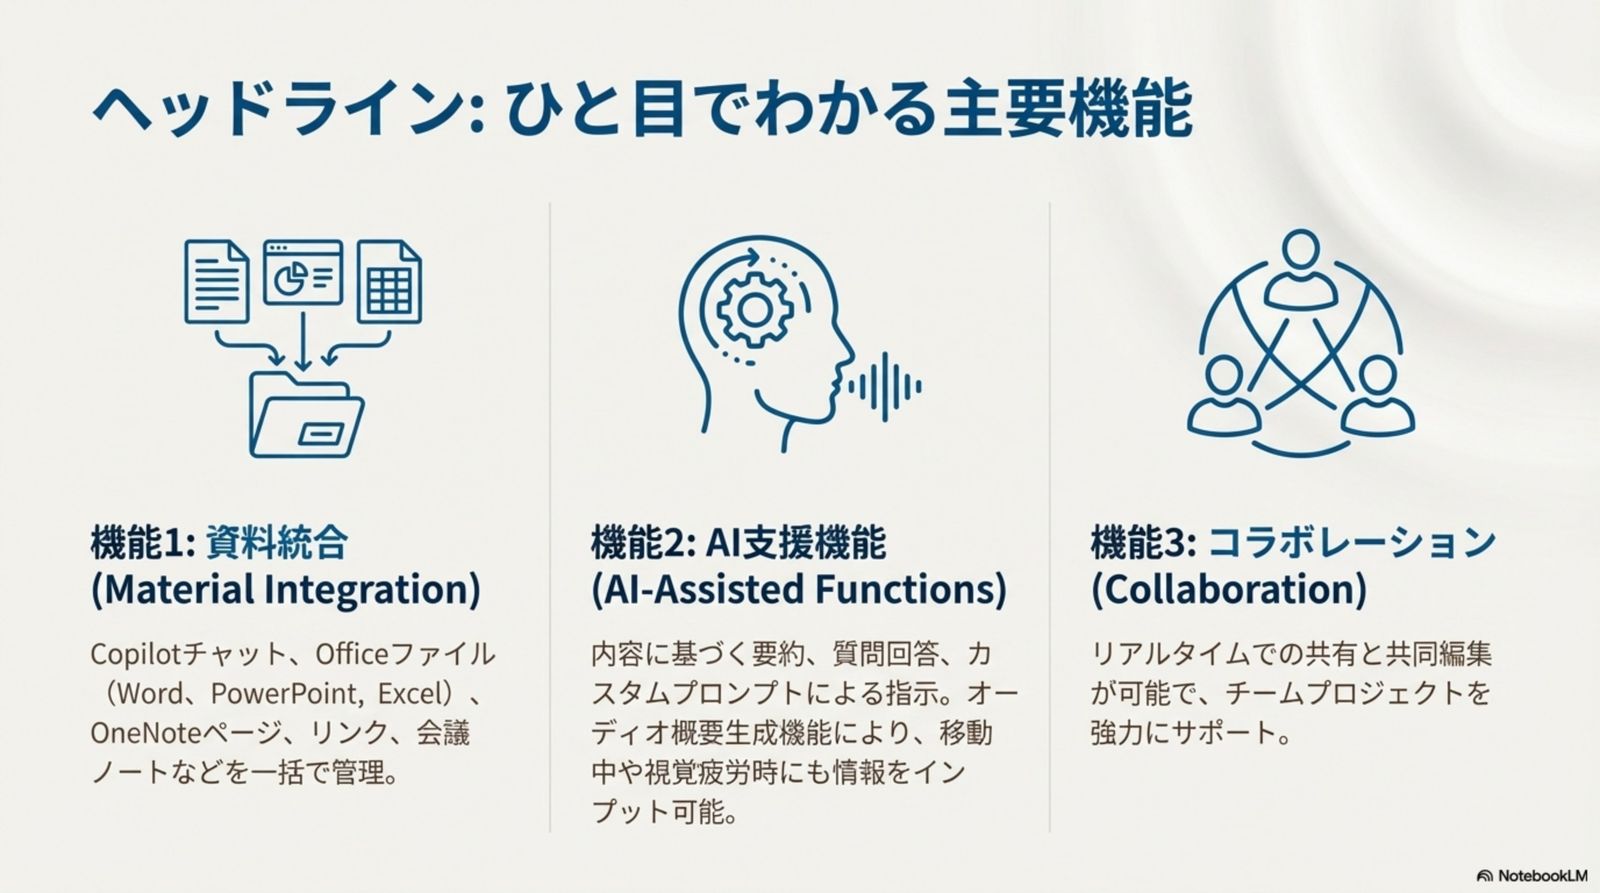 ヘッドライン: ひと目でわかる主要機能
機能1: 資料統合
(Material Integration)
Copilotチャット、Officeファイル
（Word、PowerPoint, Excel）、
OneNoteページ、リンク、会議
ノートなどを一括で管理。
機能2: AI支援機能
(AI-Assisted Functions)
内容に基づく要約、質問回答、カ
スタムプロンプトによる指示。オー
ディオ概要生成機能により、移動
中や視覚疲労時にも情報をイン
プット可能。
機能3: コラボレーション
(Collaboration)
リアルタイムでの共有と共同編集
が可能で、チームプロジェクトを
強力にサポート。
NotebookLM